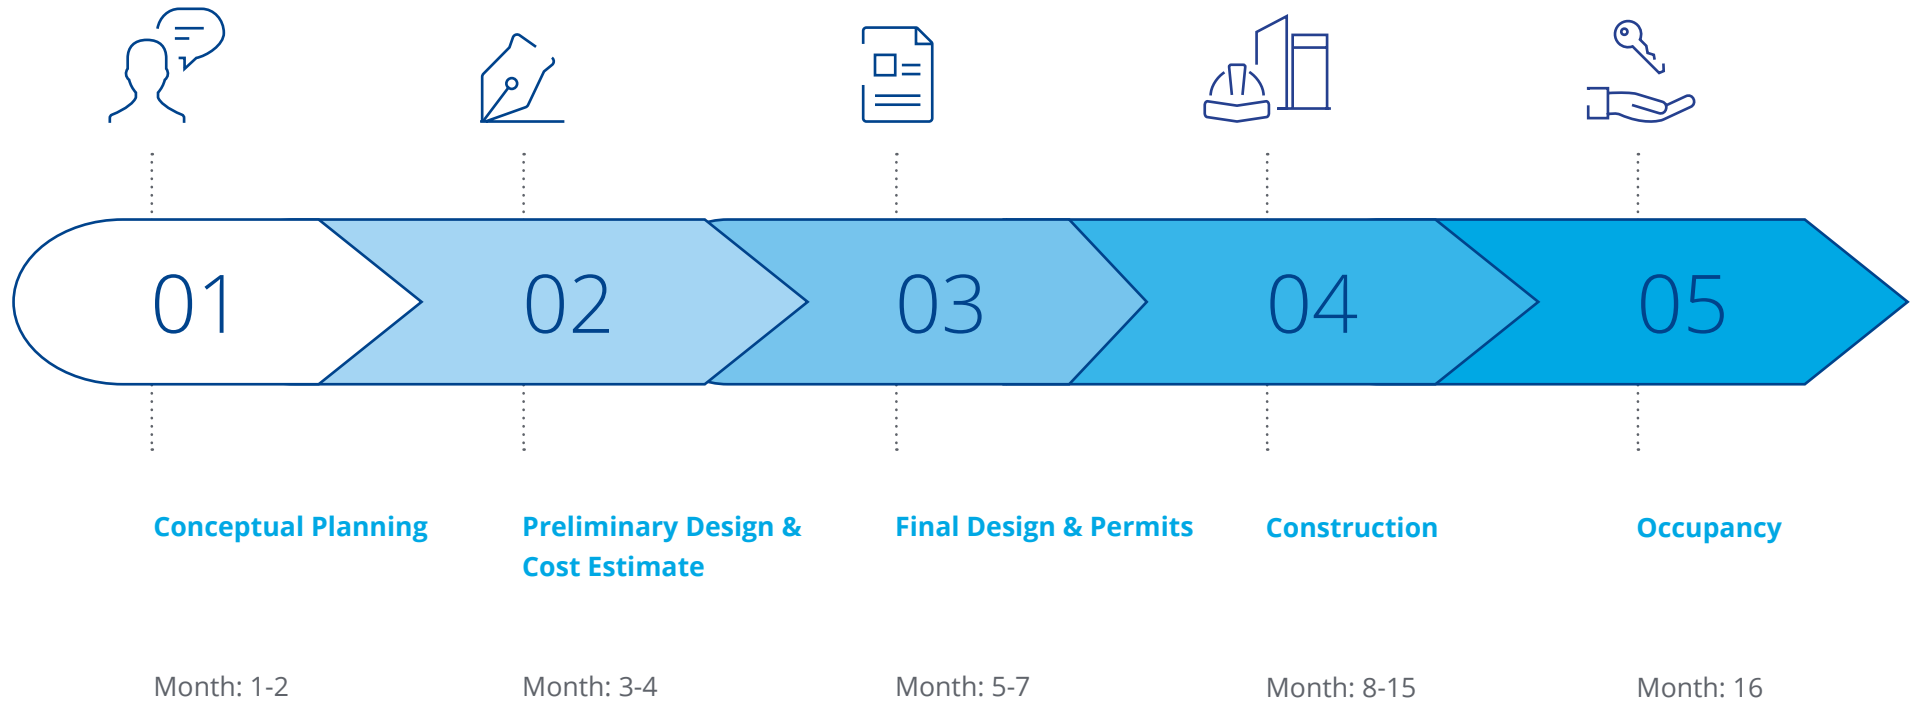 01
02
03
04
05
Conceptual Planning
Preliminary Design &
Cost Estimate
Final Design & Permits
Construction
Occupancy
Month: 1-2
Month: 3-4
Month: 5-7
Month: 8-15
Month: 16